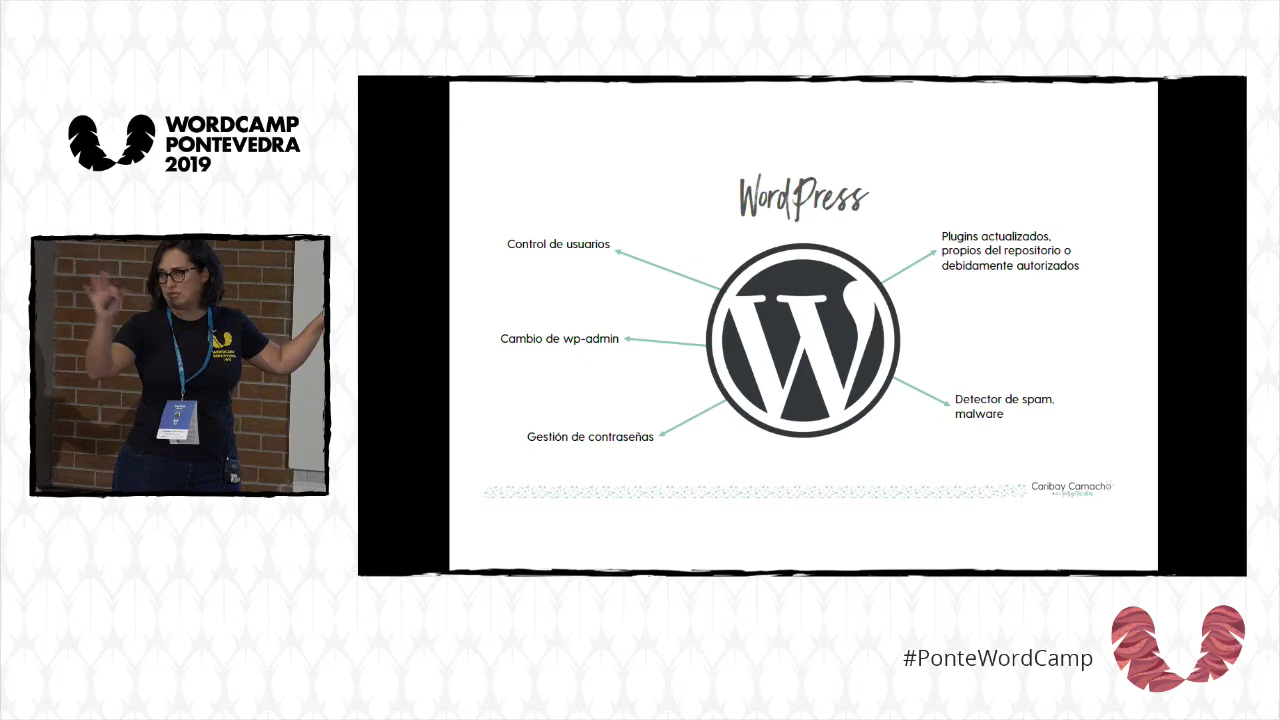 WORDCAMP
PONTEVEDRA
2019
WordPress
Control de usuarios
Plugins actualizados,
propios del repositorio o
debidamente autorizados
Cambio de wp-admin
Detector de spam,
malware
Gestión de contraseñas
Caribay Camacho
#PonteWordCamp